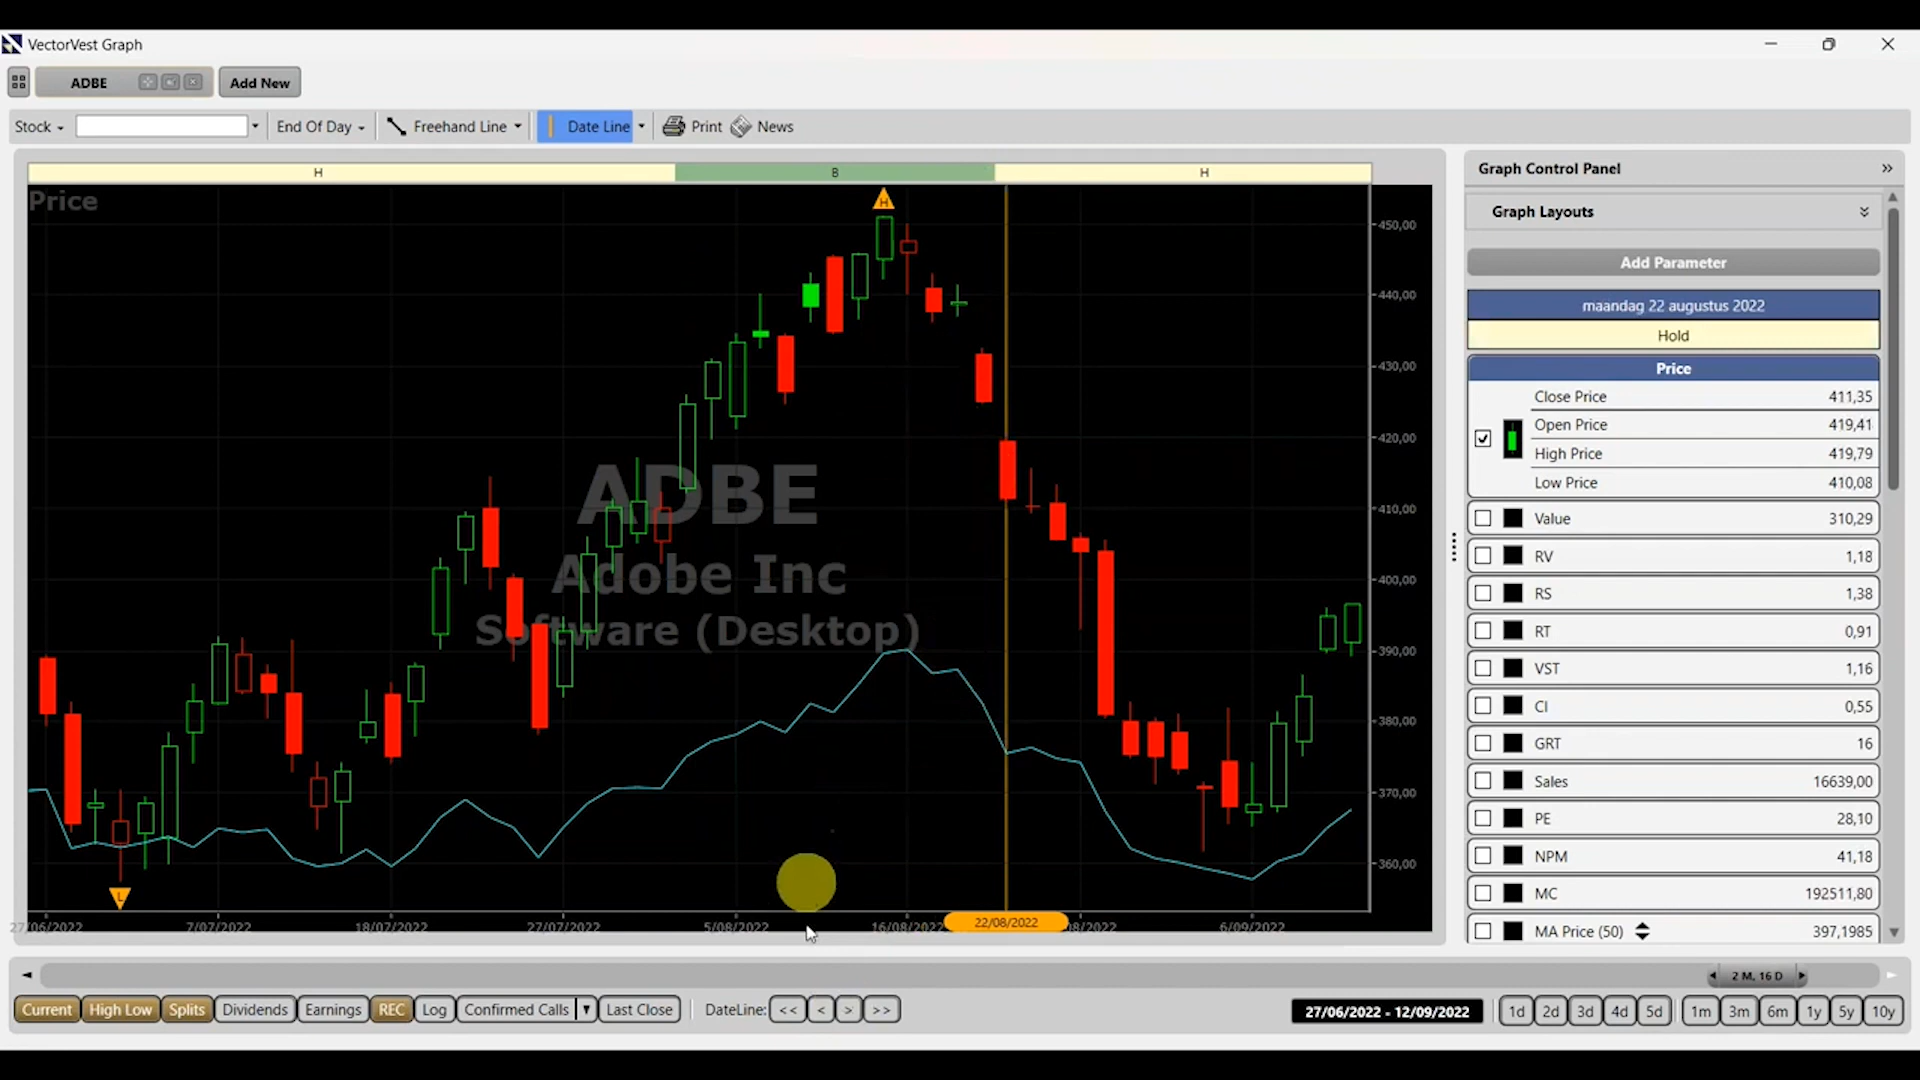 VectorVest Graph
ADBE Add New
Stock End Of Day Freehand Line Date Line Print News
H B H
Price
H
450,00
440,00
430,00
420,00
410,00
400,00
390,00
380,00
370,00
360,00
ADBE
Adobe Inc
Software (Desktop)
L
27/06/2022 7/07/2022 18/07/2022 27/07/2022 5/08/2022 16/08/2022 22/08/2022 08/2022 6/09/2022
Graph Control Panel
Graph Layouts
Add Parameter
maandag 22 augustus 2022
Hold
Price
Close Price 411,35
Open Price 419,41
High Price 419,79
Low Price 410,08
Value 310,29
RV 1,18
RS 1,38
RT 0,91
VST 1,16
CI 0,55
GRT 16
Sales 16639,00
PE 28,10
NPM 41,18
MC 192511,80
MA Price (50) 397,1985
2 M, 16 D
Current High Low Splits Dividends Earnings REC Log Confirmed Calls Last Close DateLine: << < > >> 27/06/2022 - 12/09/2022 1d 2d 3d 4d 5d 1m 3m 6m 1y 5y 10y